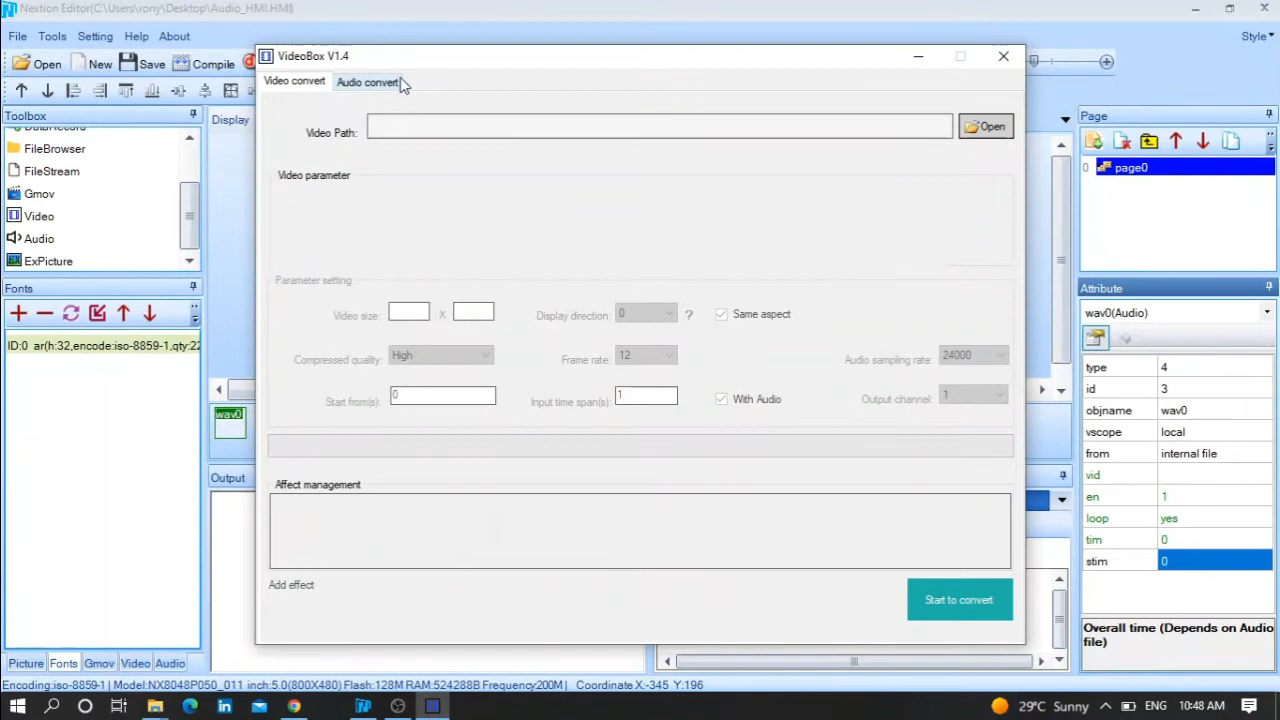 Nextion Editor(C:\Users\rony\Desktop\Audio_HMI.HMI)
File Tools Setting Help About Style
Open New Save Compile
VideoBox V1.4
Video convert Audio convert
Toolbox
FileBrowser
FileStream
Gmov
Video
Audio
ExPicture
Fonts
ID:0 ar(h:32,encode:iso-8859-1,qty:22
Picture Fonts Gmov Video Audio
Display
wav0
Output
Video Path: Open
Video parameter
Parameter setting
Video size: X Display direction: 0 ? Same aspect
Compressed quality: High Frame rate: 12 Audio sampling rate: 24000
Start from(s): 0 Input time span(s): 1 With Audio Output channel: 1
Affect management
Add effect
Start to convert
Page
0 page0
Attribute
wav0(Audio)
type 4
id 3
objname wav0
vscope local
from internal file
vid
en 1
loop yes
tim 0
stim 0
Overall time (Depends on Audio
file)
Encoding:iso-8859-1 Model:NX8048P050_011 inch:5.0(800X480) Flash:128M RAM:524288B Frequency:200M Coordinate X:-345 Y:196
29°C Sunny ENG 10:48 AM